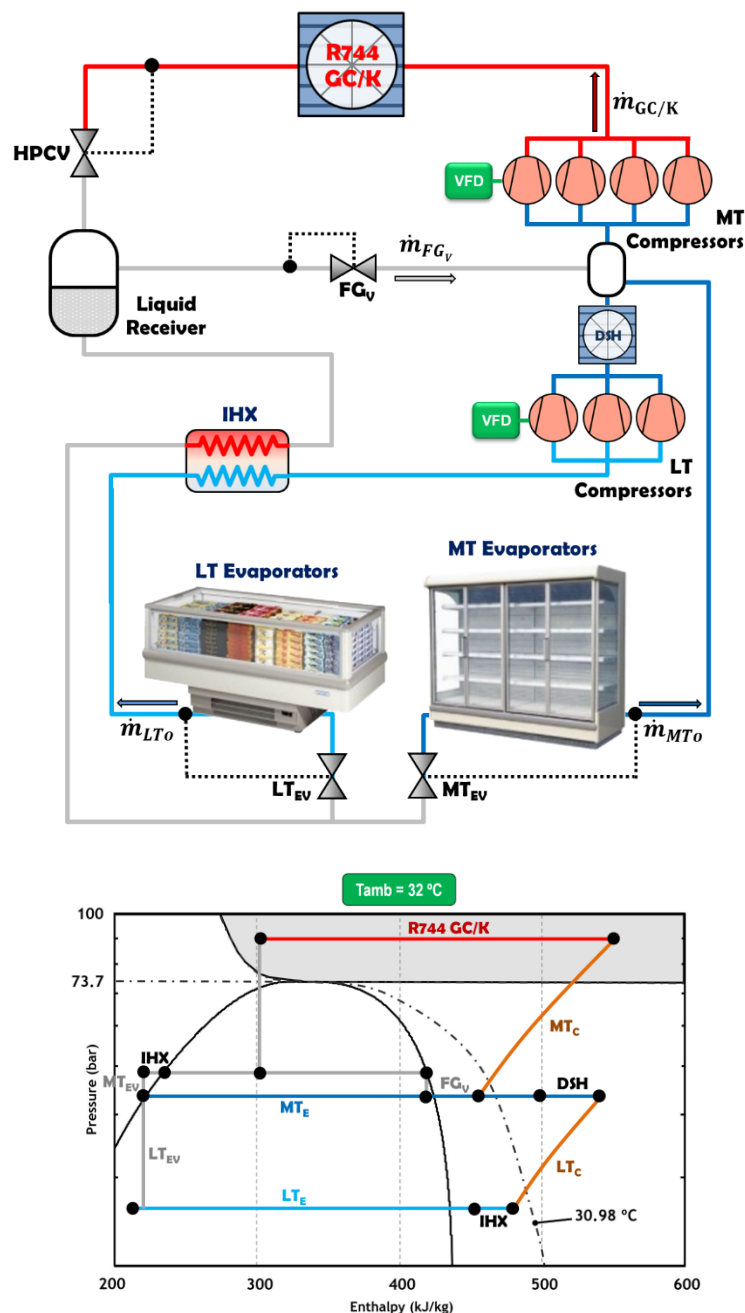 R744
GC/K
ṁGC/K
HPCV
VFD
MT
Compressors
ṁFGV
FGV
Liquid
Receiver
DSH
IHX
VFD
LT
Compressors
LT Evaporators
MT Evaporators
ṁLTo
ṁMTo
LTEV
MTEV
Tamb = 32 ºC
100
R744 GC/K
73.7
MTC
IHX
MTEV
FGV
DSH
MTE
LTEV
LTC
LTE
IHX
30.98 ºC
Pressure (bar)
200
300
400
500
600
Enthalpy (kJ/kg)